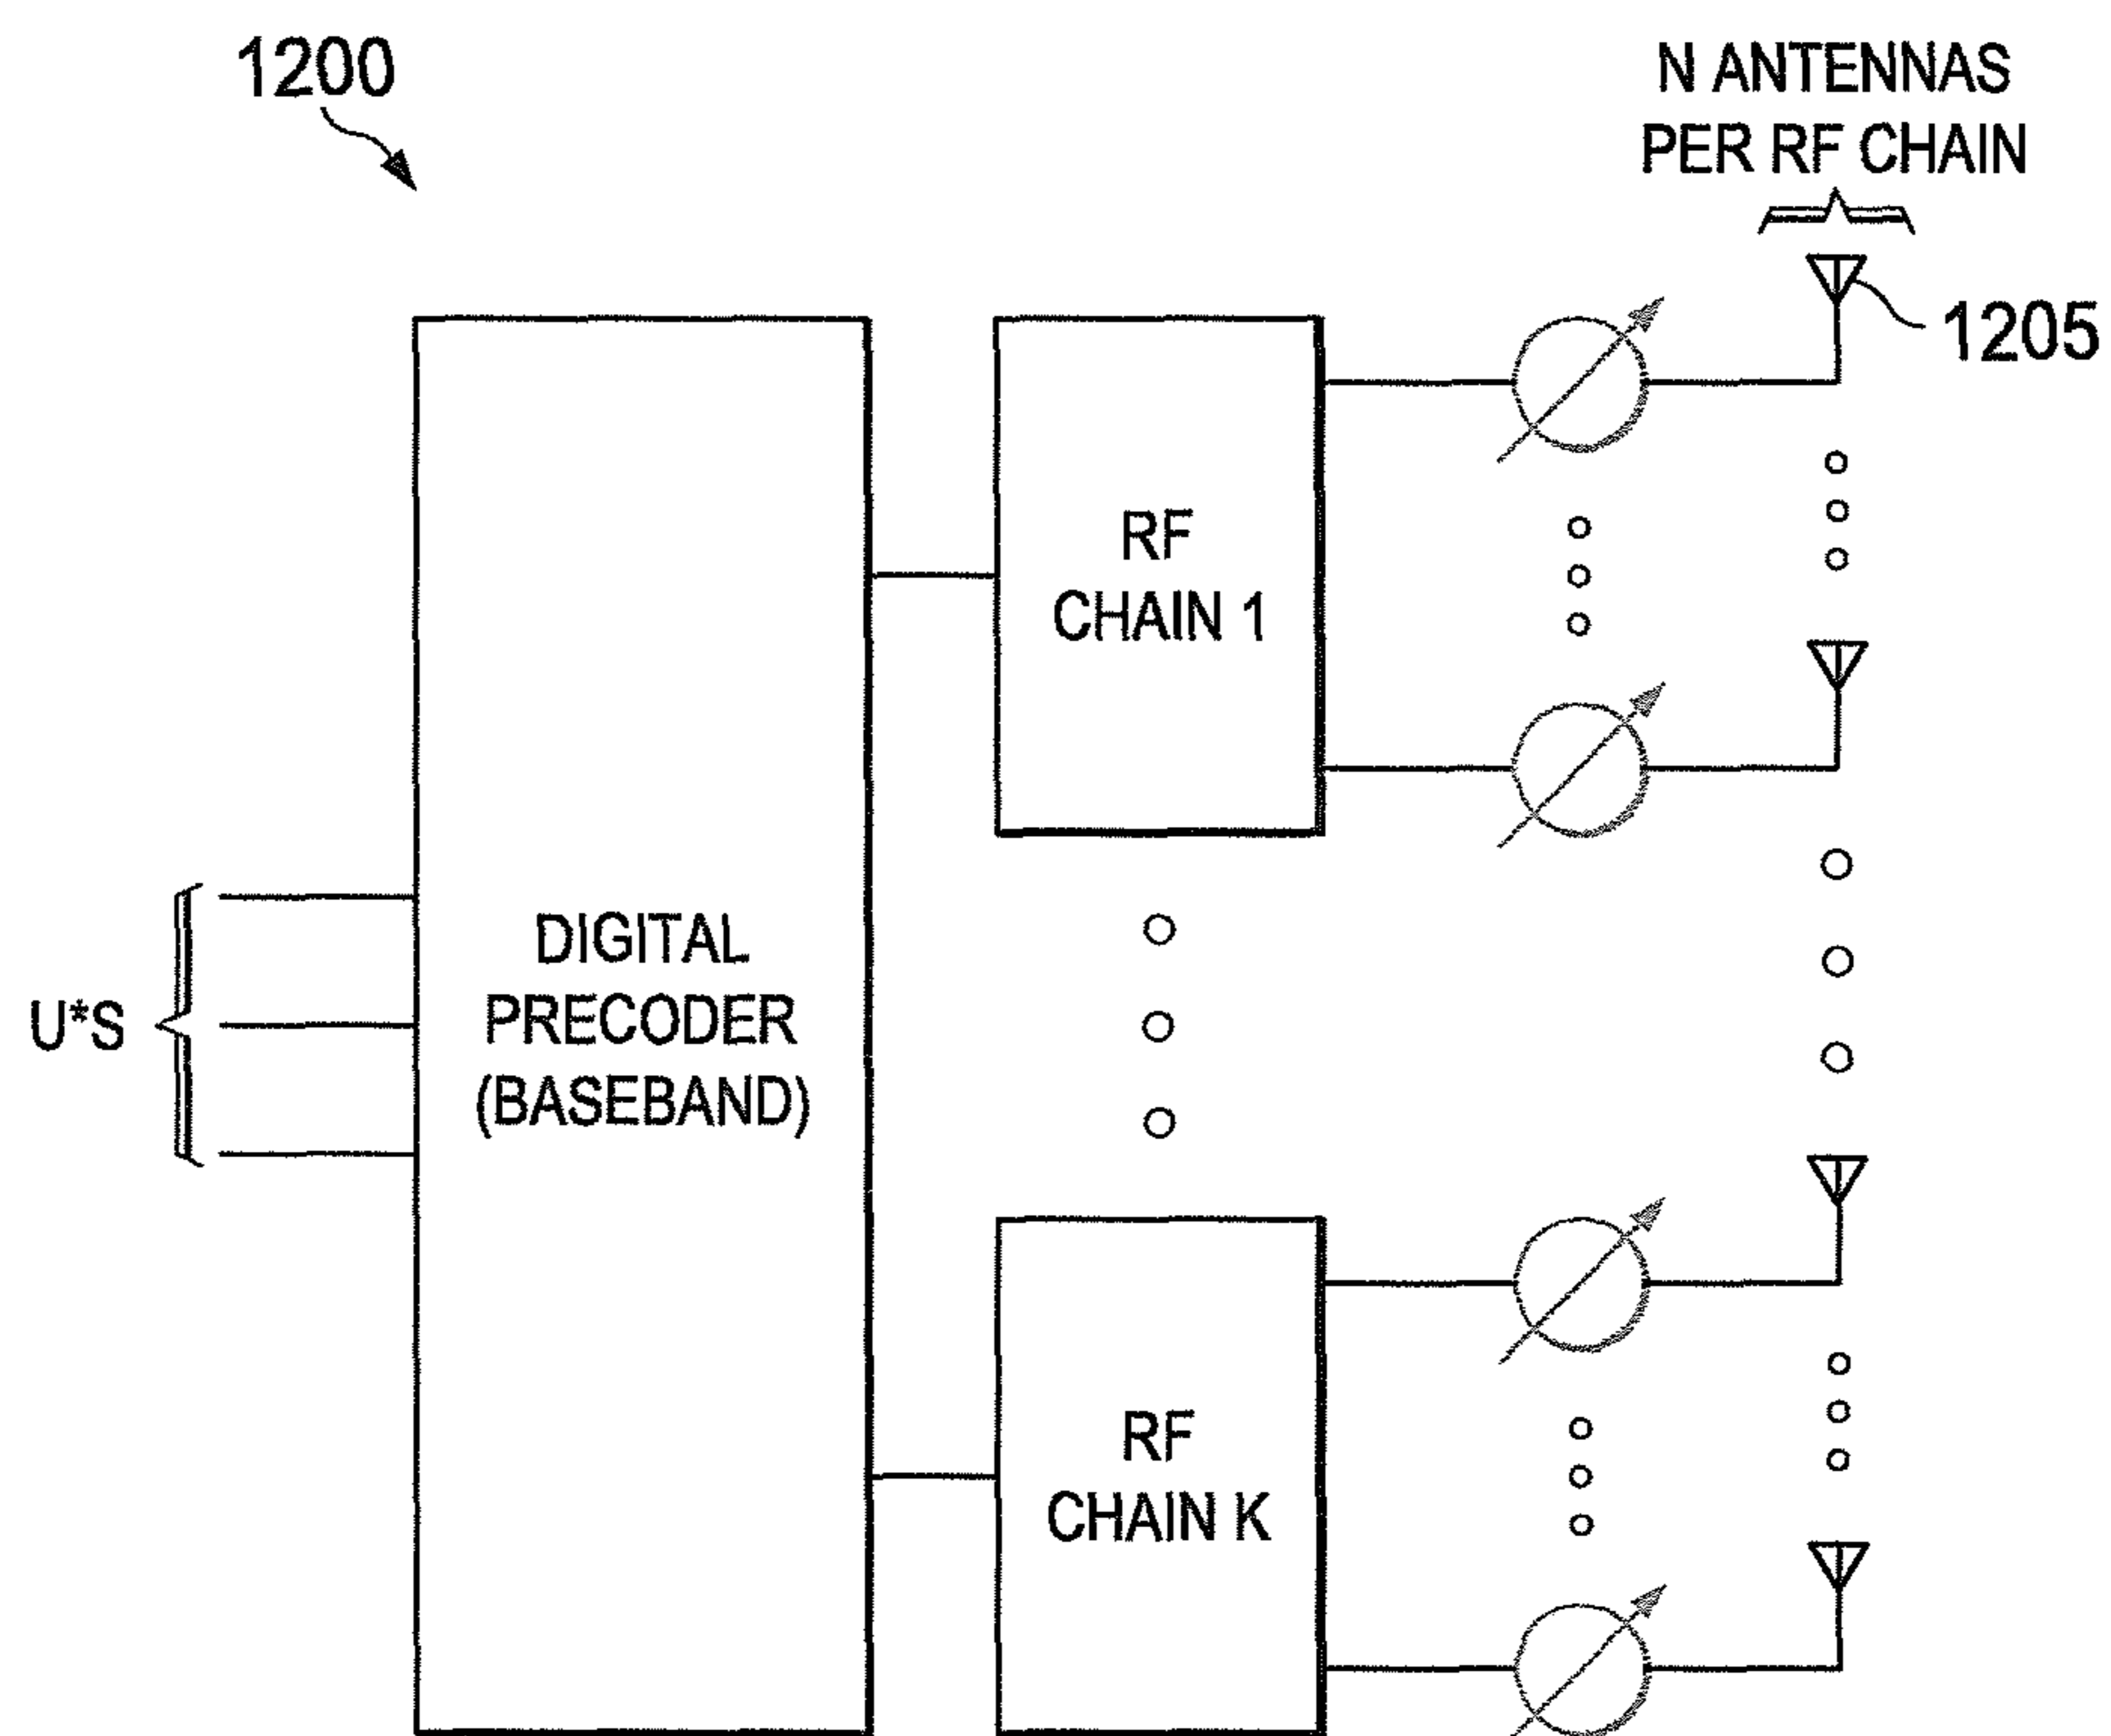 1200
N ANTENNAS
PER RF CHAIN
1205
RF
CHAIN 1
DIGITAL
PRECODER
(BASEBAND)
U*S
RF
CHAIN K